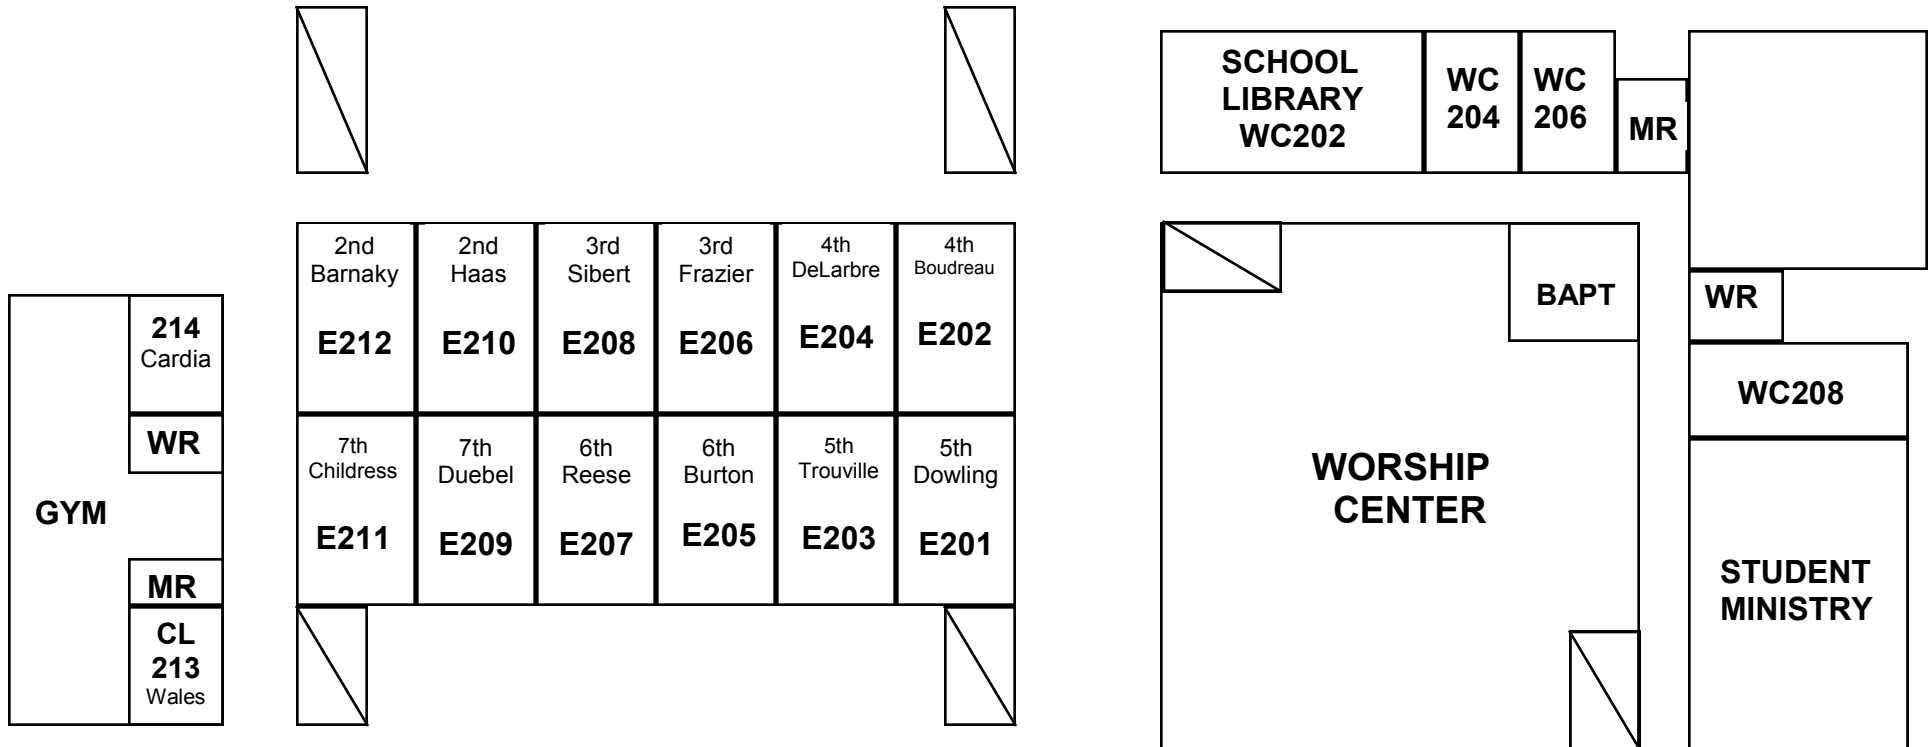 SCHOOL
LIBRARY
WC202
WC
204
WC
206
MR
2nd
Barnaky
E212
2nd
Haas
E210
3rd
Sibert
E208
3rd
Frazier
E206
4th
DeLarbre
E204
4th
Boudreau
E202
7th
Childress
E211
7th
Duebel
E209
6th
Reese
E207
6th
Burton
E205
5th
Trouville
E203
5th
Dowling
E201
214
Cardia
WR
GYM
MR
CL
213
Wales
BAPT
WORSHIP
CENTER
WR
WC208
STUDENT
MINISTRY